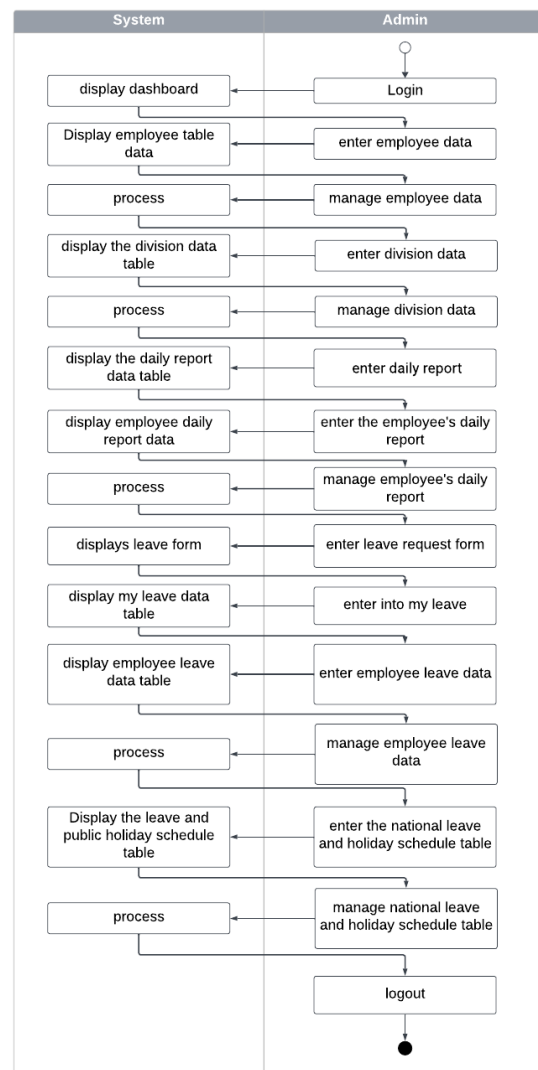 System
Admin
display dashboard
Login
Display employee table
data
enter employee data
process
manage employee data
display the division data
table
enter division data
process
manage division data
display the daily report
data table
enter daily report
display employee daily
report data
enter the employee's daily
report
process
manage employee's daily
report
displays leave form
enter leave request form
display my leave data
table
enter into my leave
display employee leave
data table
enter employee leave data
process
manage employee leave
data
Display the leave and
public holiday schedule
table
enter the national leave
and holiday schedule table
process
manage national leave
and holiday schedule table
logout